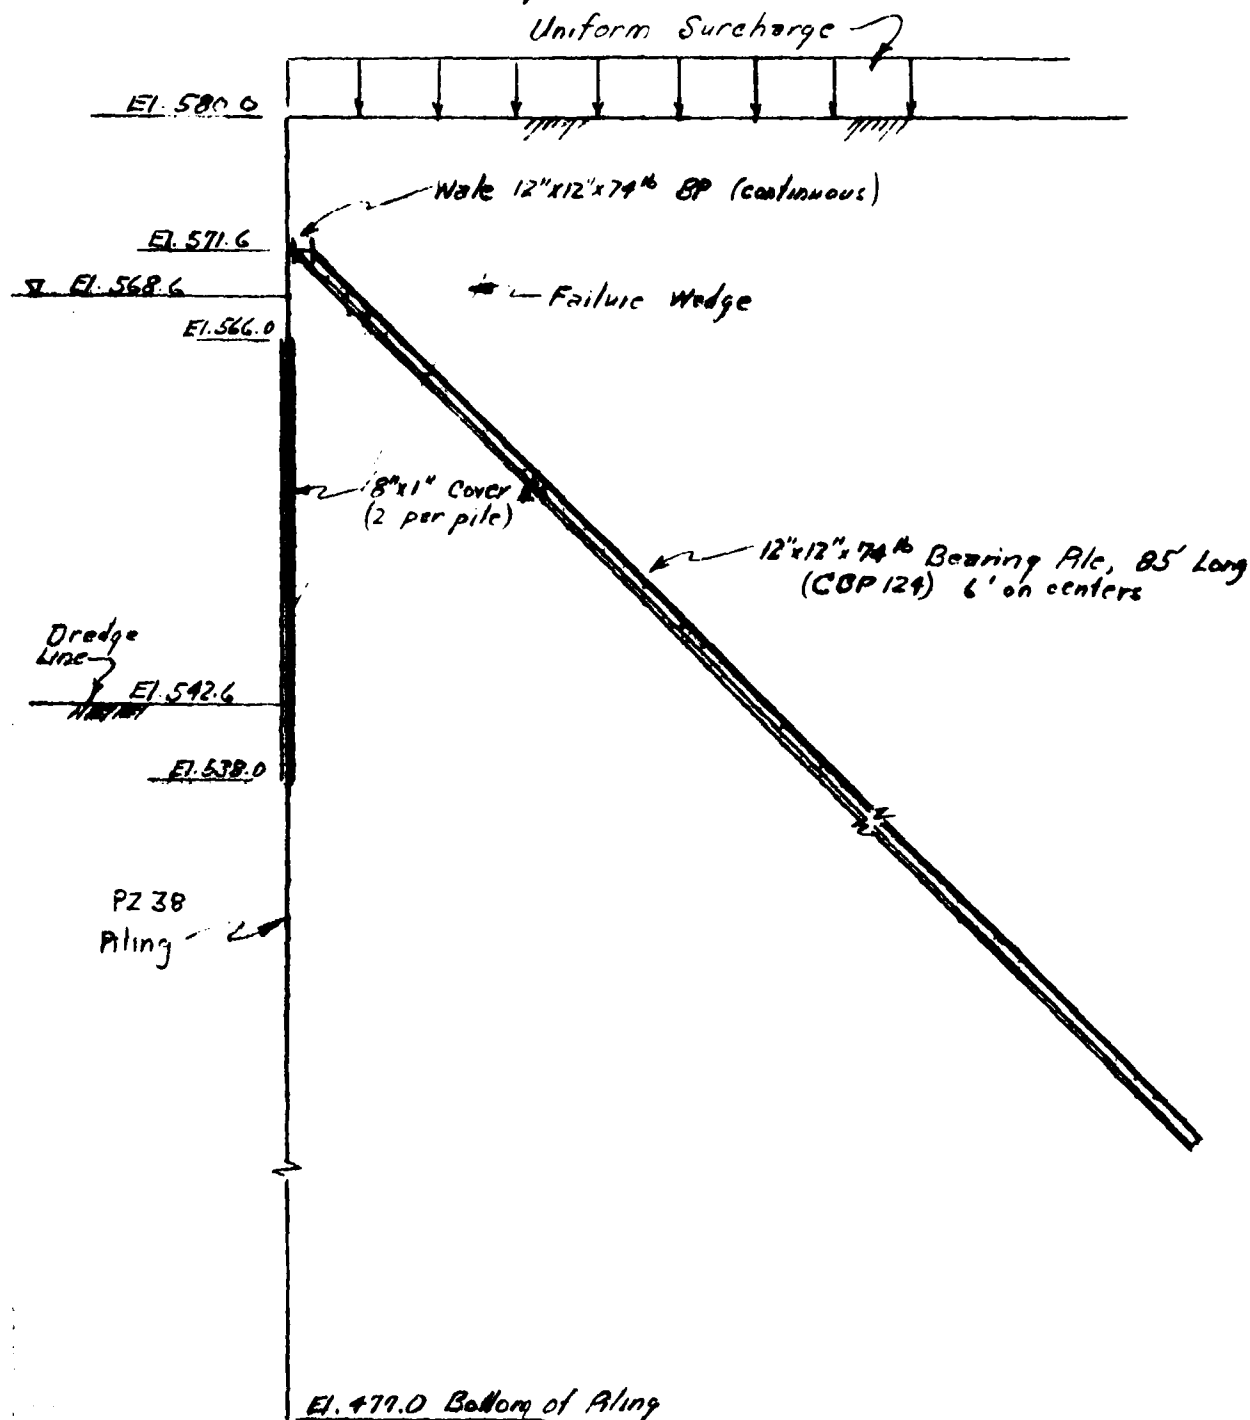 Uniform Surcharge
El. 580.0
Wale 12"x12"x74lb BP (continuous)
El. 571.6
El. 568.6
Failure Wedge
El. 566.0
8"x1" Cover
(2 per pile)
12"x12"x74lb Bearing Pile, 85' Long
(CBP 124) 6' on centers
Dredge
Line
El. 542.6
El. 538.0
PZ 38
Piling
El. 477.0 Bottom of Piling